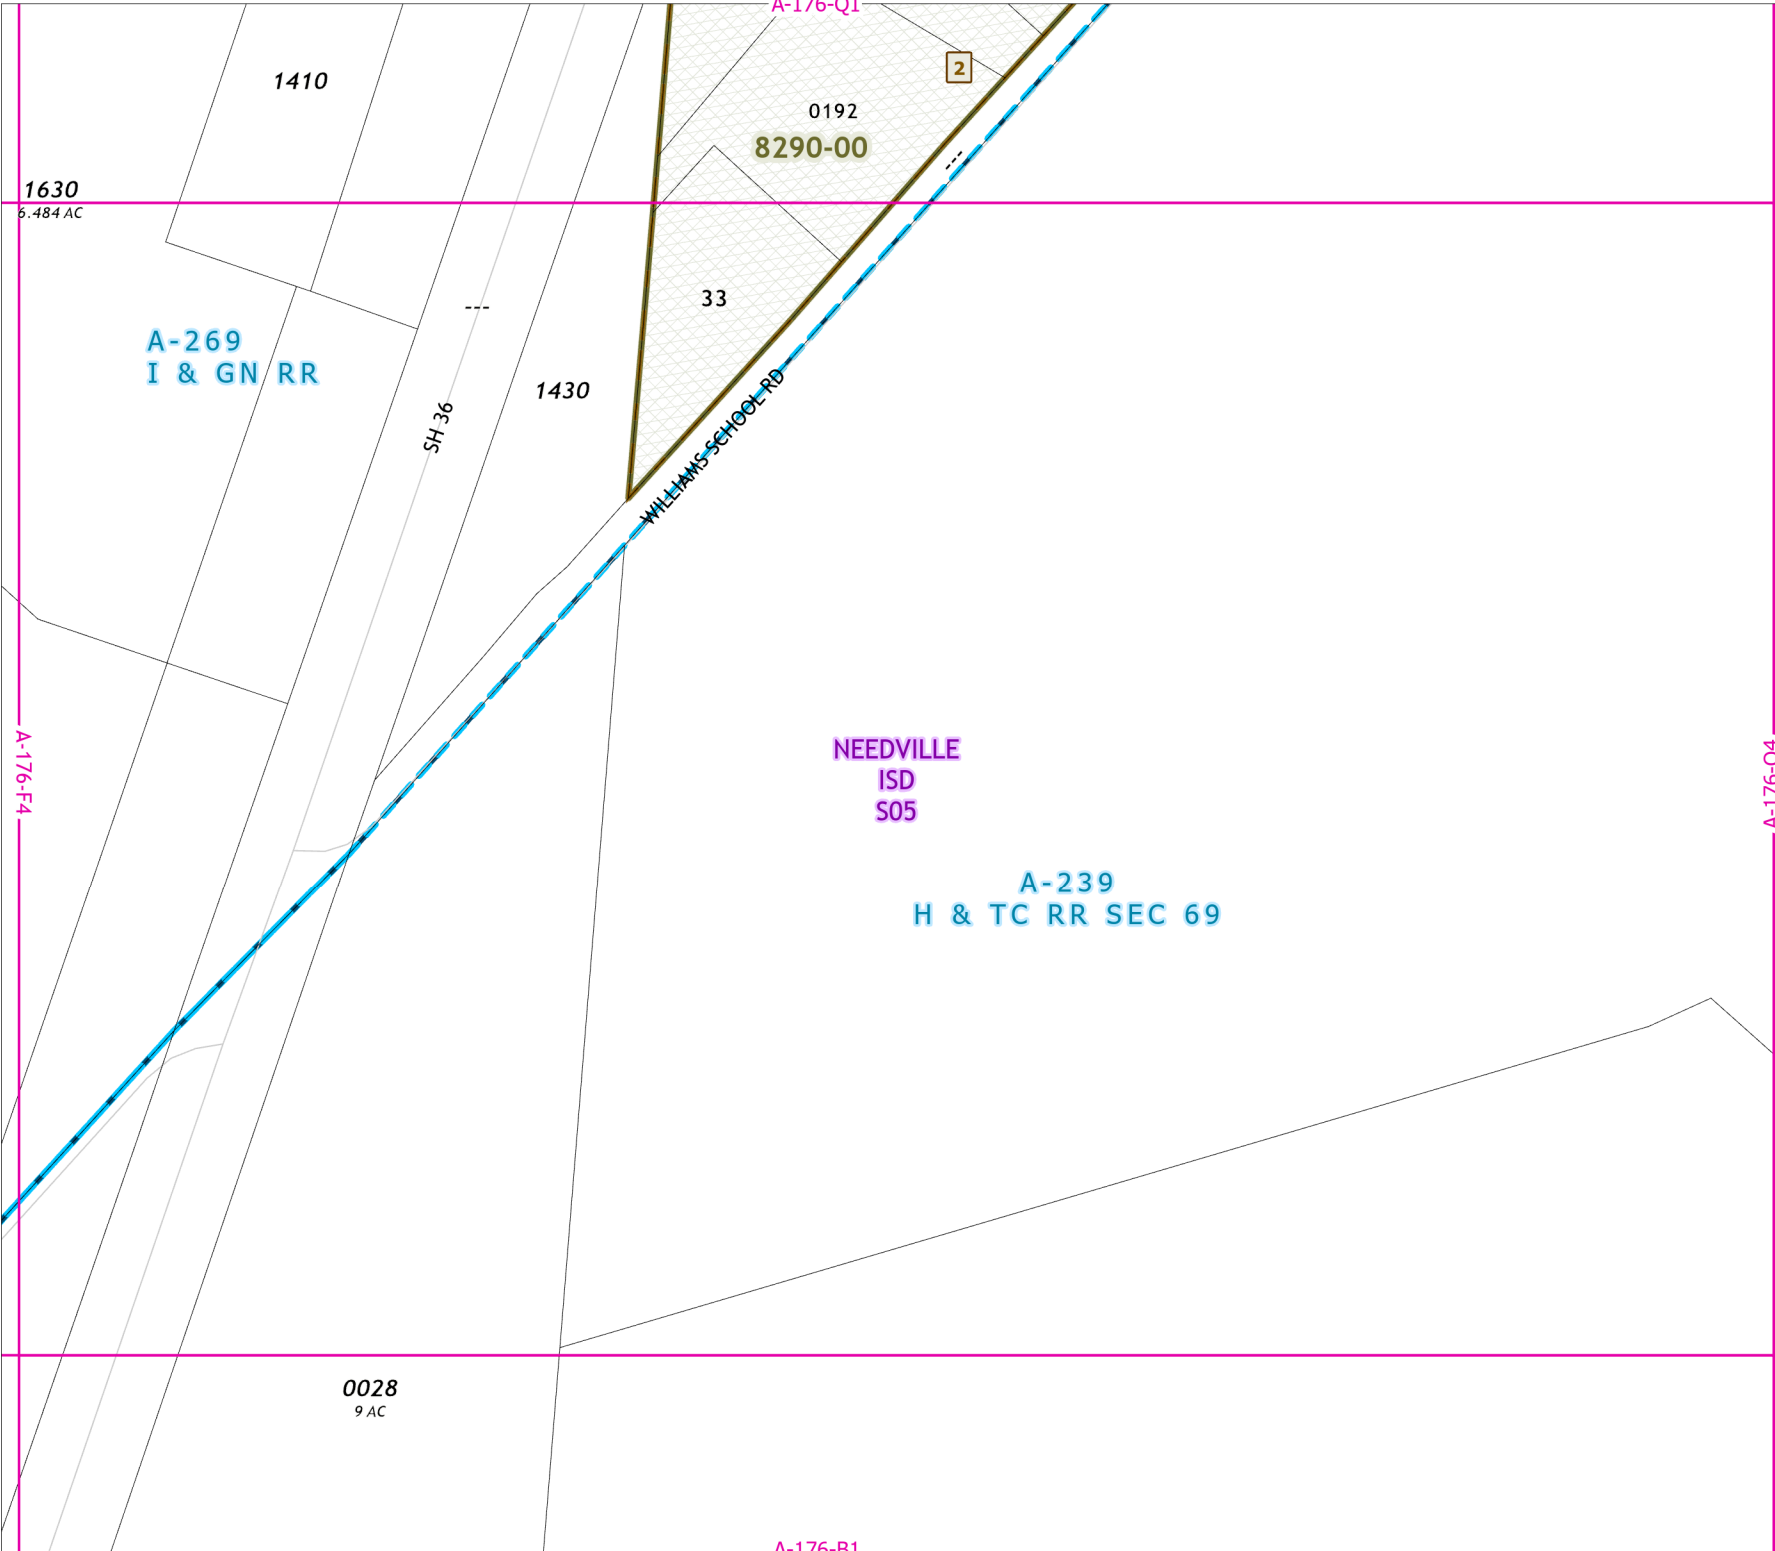 A-176-Q1
1410
2
0192
8290-00
1630
6.484 AC
33
A-269
I & GN RR
1430
SH 36
WILLIAMS SCHOOL RD
NEEDVILLE
ISD
S05
A-176-F4
A-176-Q4
A-239
H & TC RR SEC 69
0028
9 AC
A-176-B1